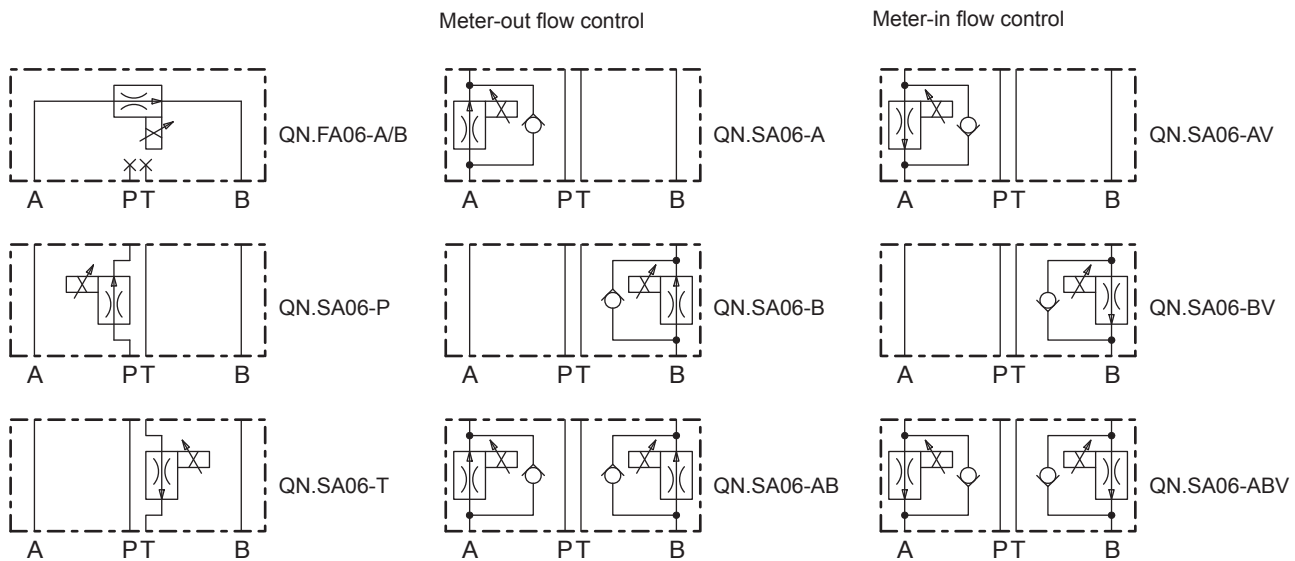 Meter-out flow control
Meter-in flow control
QN.FA06-A/B
A PT B
QN.SA06-A
A PT B
QN.SA06-AV
A PT B
QN.SA06-P
A PT B
QN.SA06-B
A PT B
QN.SA06-BV
A PT B
QN.SA06-T
A PT B
QN.SA06-AB
A PT B
QN.SA06-ABV
A PT B